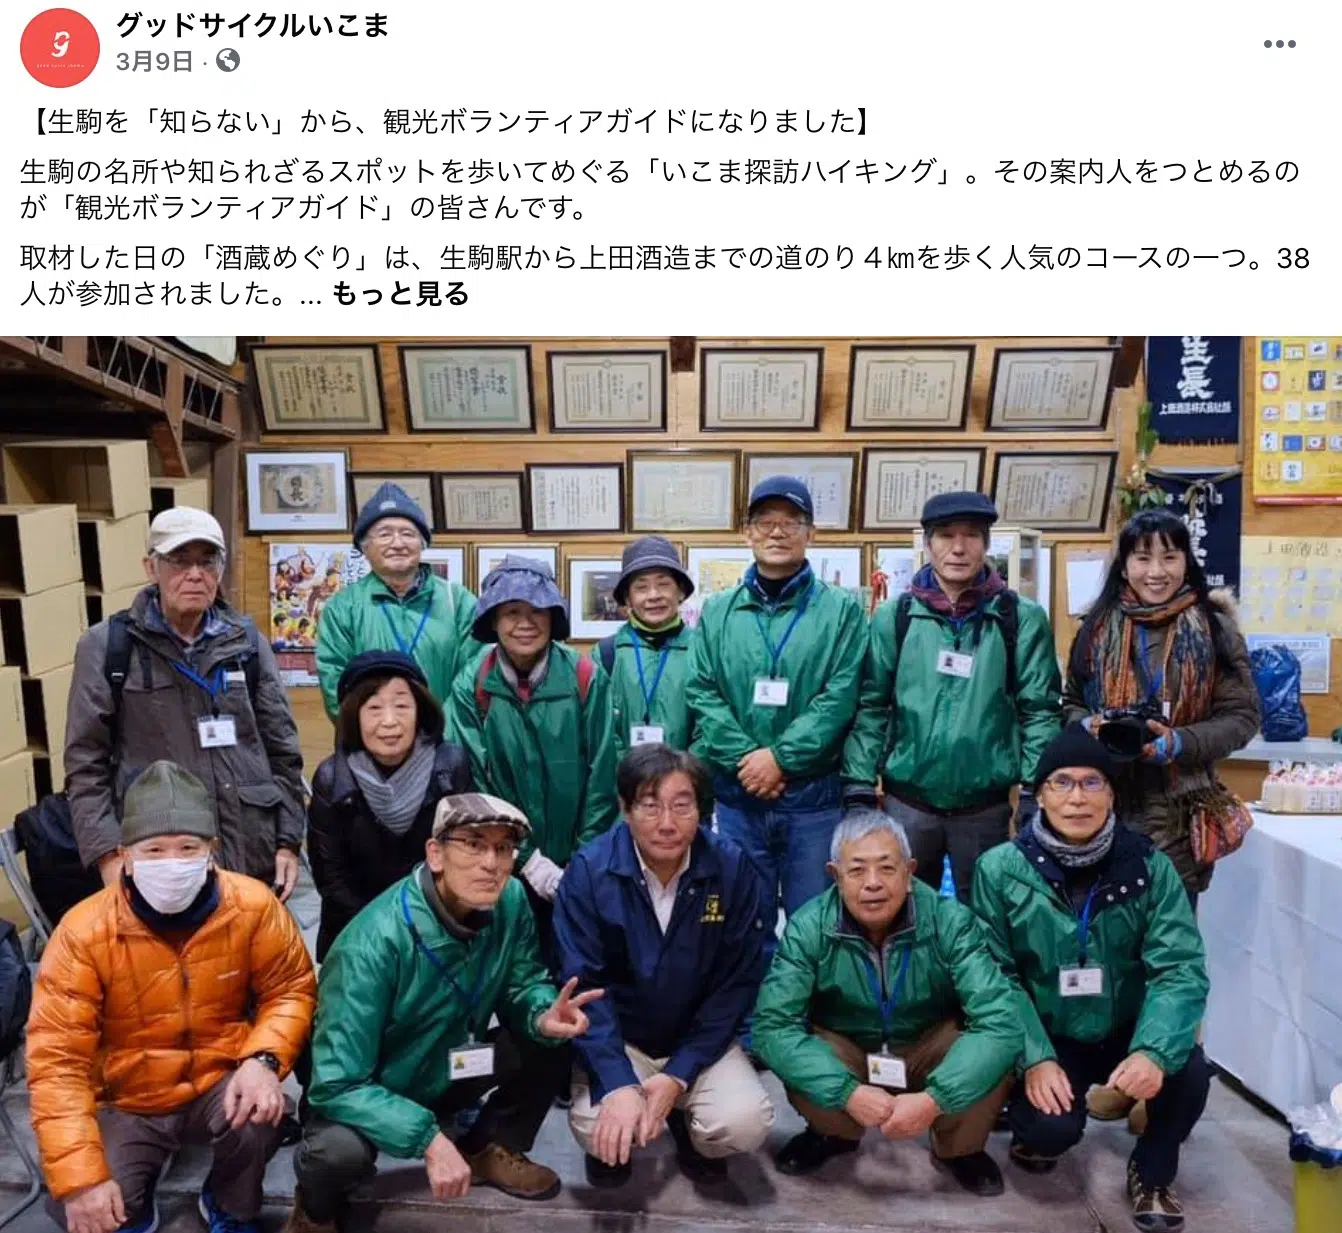 グッドサイクルいこま
3月9日 ·
【生駒を「知らない」から、観光ボランティアガイドになりました】
生駒の名所や知られざるスポットを歩いてめぐる「いこま探訪ハイキング」。その案内人をつとめるの
が「観光ボランティアガイド」の皆さんです。
取材した日の「酒蔵めぐり」は、生駒駅から上田酒造までの道のり４㎞を歩く人気のコースの一つ。38
人が参加されました。... もっと見る
生長
上田酒造株式会社醸
上田酒造